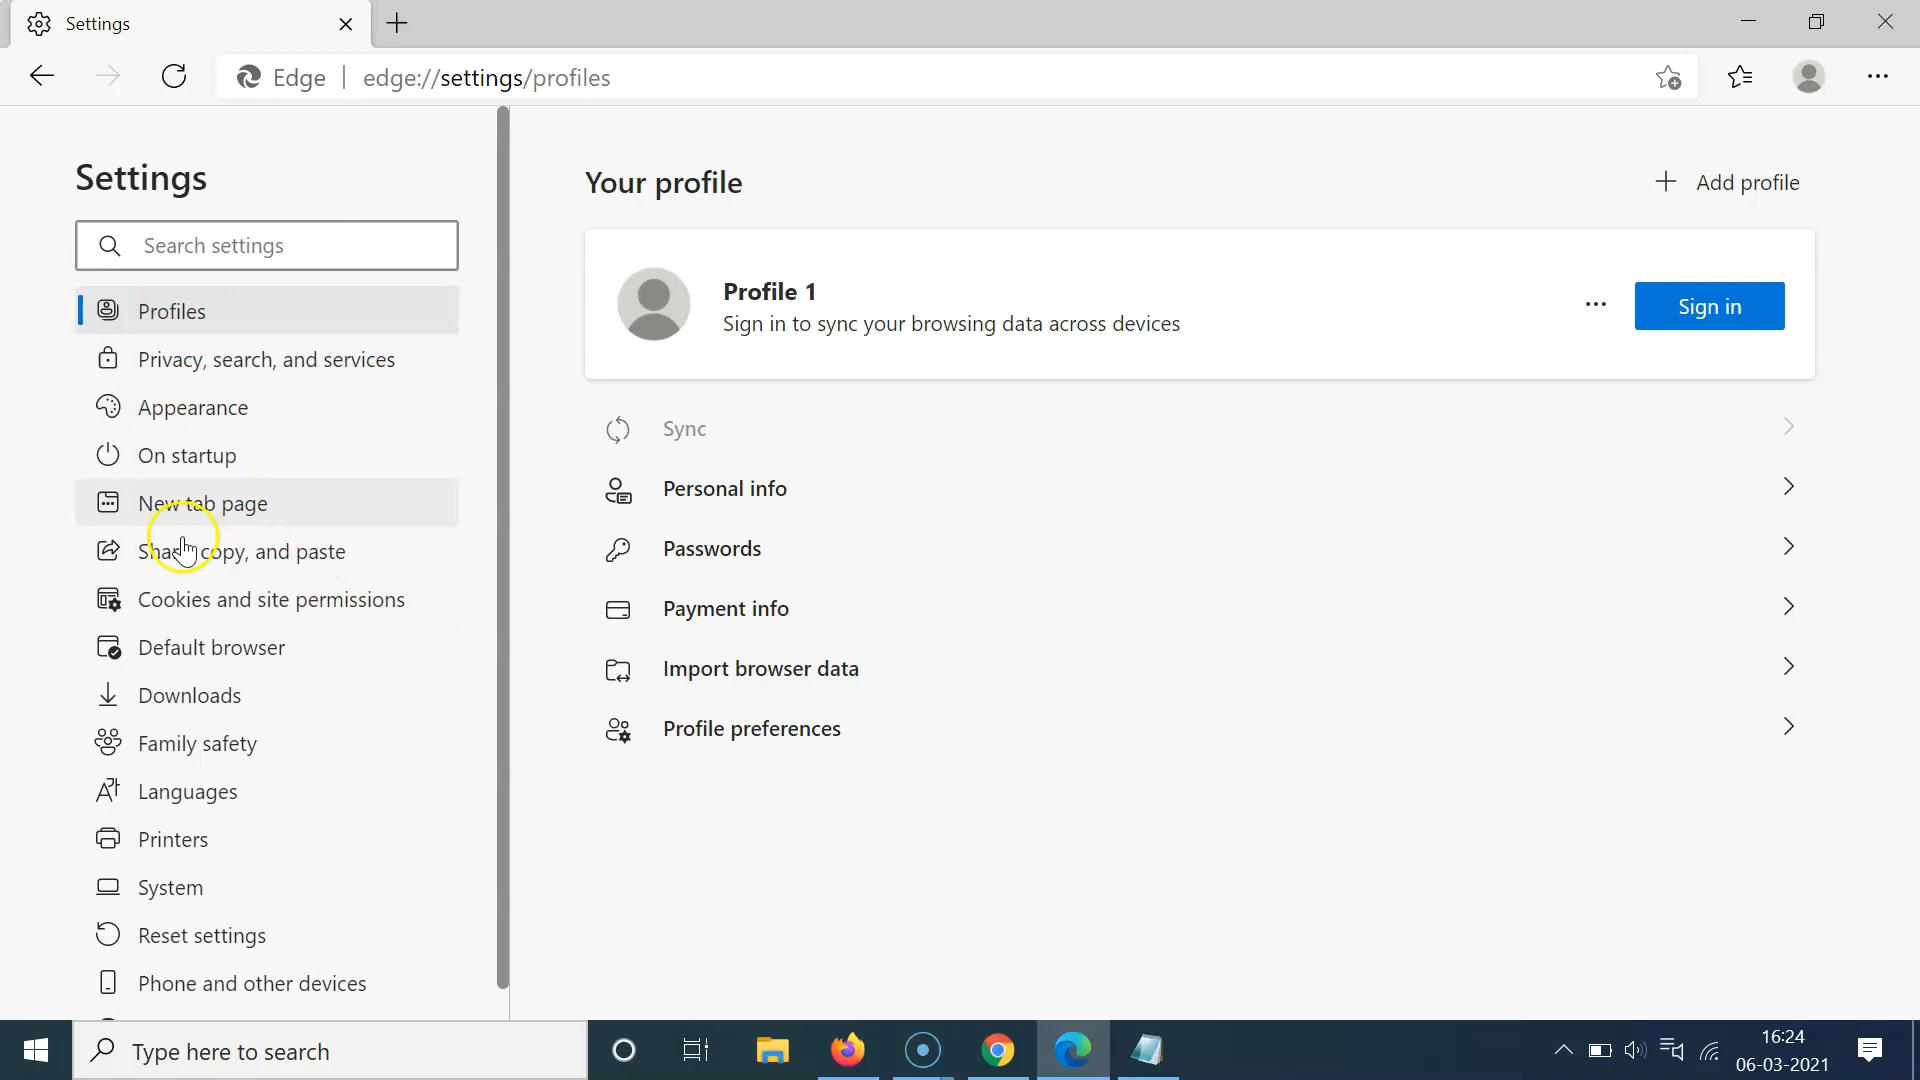 Settings
Edge | edge://settings/profiles
Settings
Search settings
Profiles
Privacy, search, and services
Appearance
On startup
New tab page
Share, copy, and paste
Cookies and site permissions
Default browser
Downloads
Family safety
Languages
Printers
System
Reset settings
Phone and other devices
Your profile
Add profile
Profile 1
Sign in to sync your browsing data across devices
Sign in
Sync
Personal info
Passwords
Payment info
Import browser data
Profile preferences
Type here to search
16:24
06-03-2021